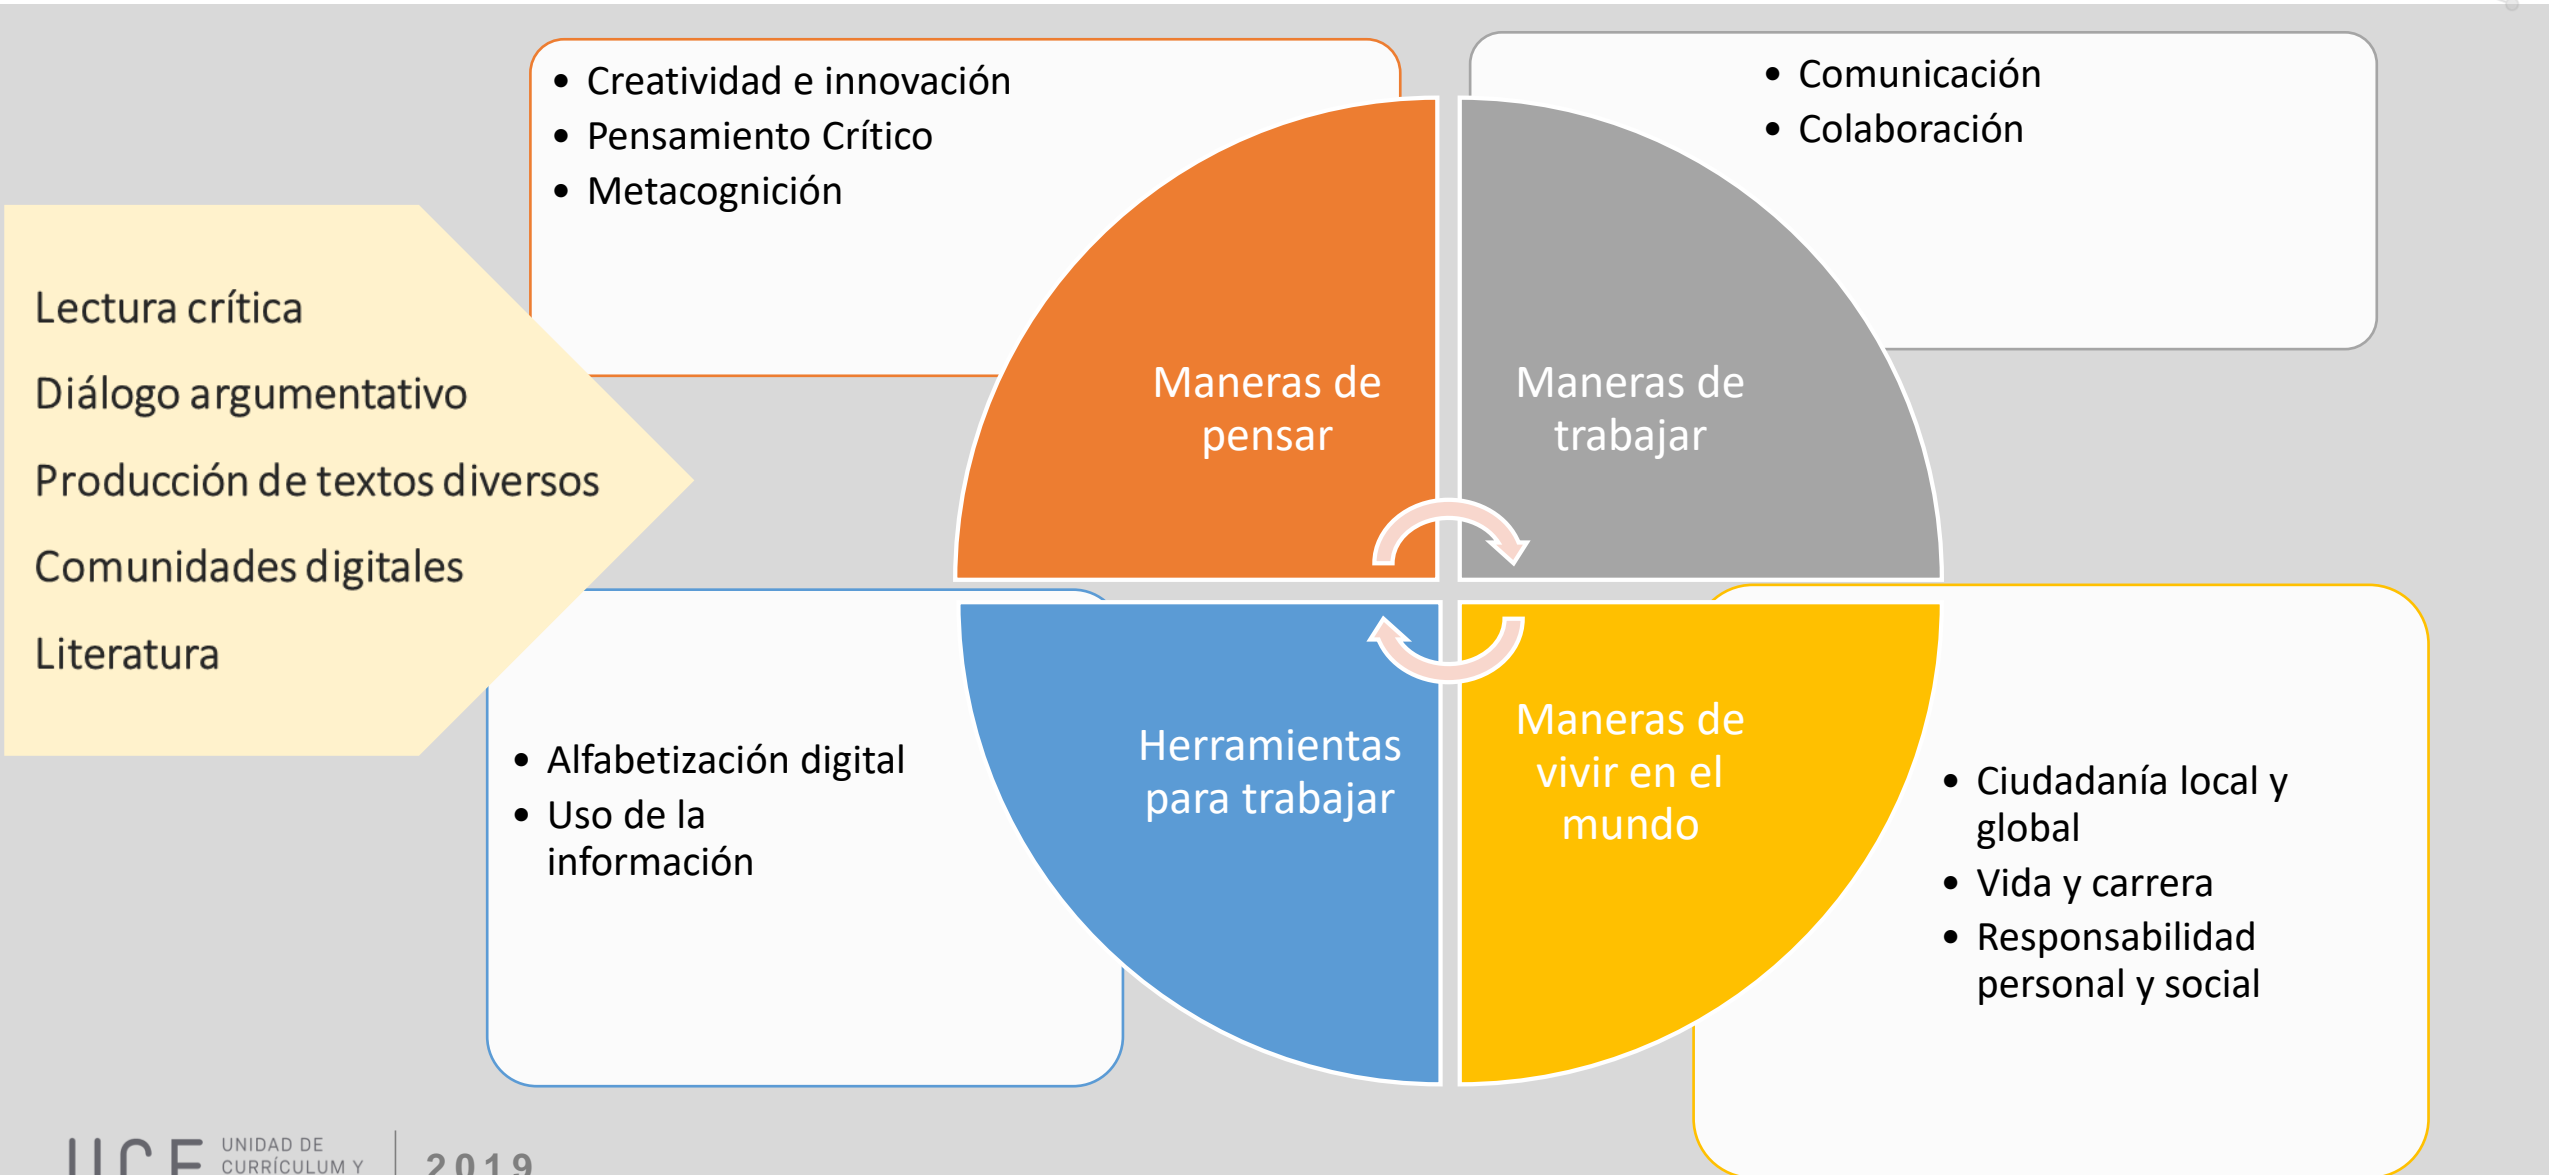 • Creatividad e innovación
• Pensamiento Crítico
• Metacognición
• Comunicación
• Colaboración
Lectura crítica
Diálogo argumentativo
Producción de textos diversos
Comunidades digitales
Literatura
Maneras de
pensar
Maneras de
trabajar
Herramientas
para trabajar
Maneras de
vivir en el
mundo
• Alfabetización digital
• Uso de la
información
• Ciudadanía local y
global
• Vida y carrera
• Responsabilidad
personal y social
UCE
UNIDAD DE
CURRÍCULUM Y
2019